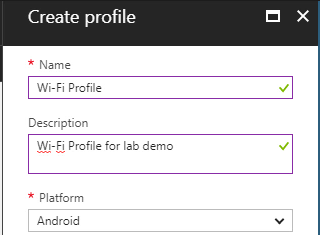 Create profile
* Name
Wi-Fi Profile
Description
Wi-Fi Profile for lab demo
* Platform
Android